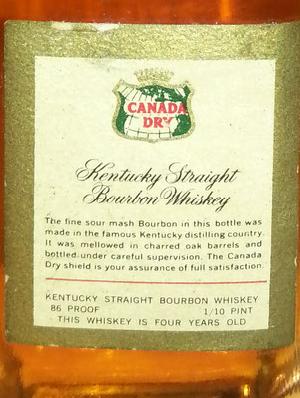 CANADA
DRY
Kentucky Straight
Bourbon Whiskey
The fine sour mash Bourbon in this bottle was
made in the famous Kentucky distilling country.
It was mellowed in charred oak barrels and
bottled under careful supervision. The Canada
Dry shield is your assurance of full satisfaction.
KENTUCKY STRAIGHT BOURBON WHISKEY
86 PROOF 1/10 PINT
THIS WHISKEY IS FOUR YEARS OLD